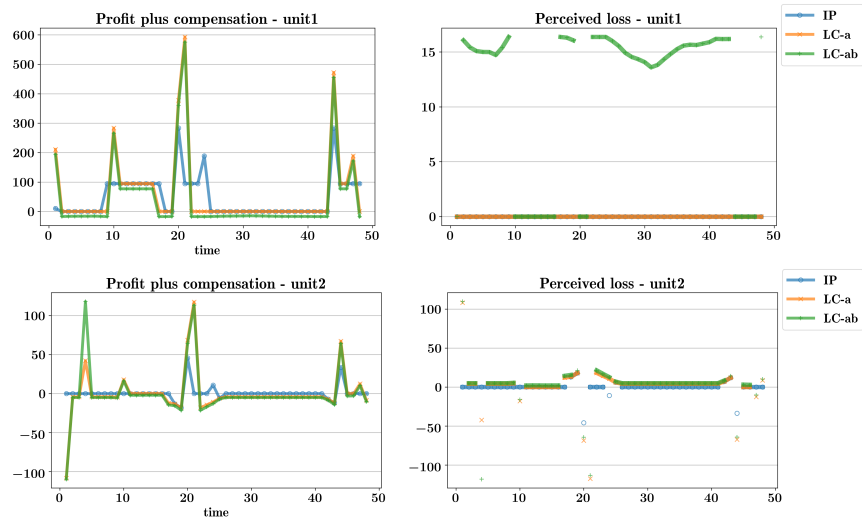 Profit plus compensation - unit1
600
500
400
300
200
100
0
0 10 20 30 40 50
time
Perceived loss - unit1
15
10
5
0
0 10 20 30 40 50
IP
LC-a
LC-ab
Profit plus compensation - unit2
100
50
0
−50
−100
0 10 20 30 40 50
time
Perceived loss - unit2
100
50
0
−50
−100
0 10 20 30 40 50
IP
LC-a
LC-ab